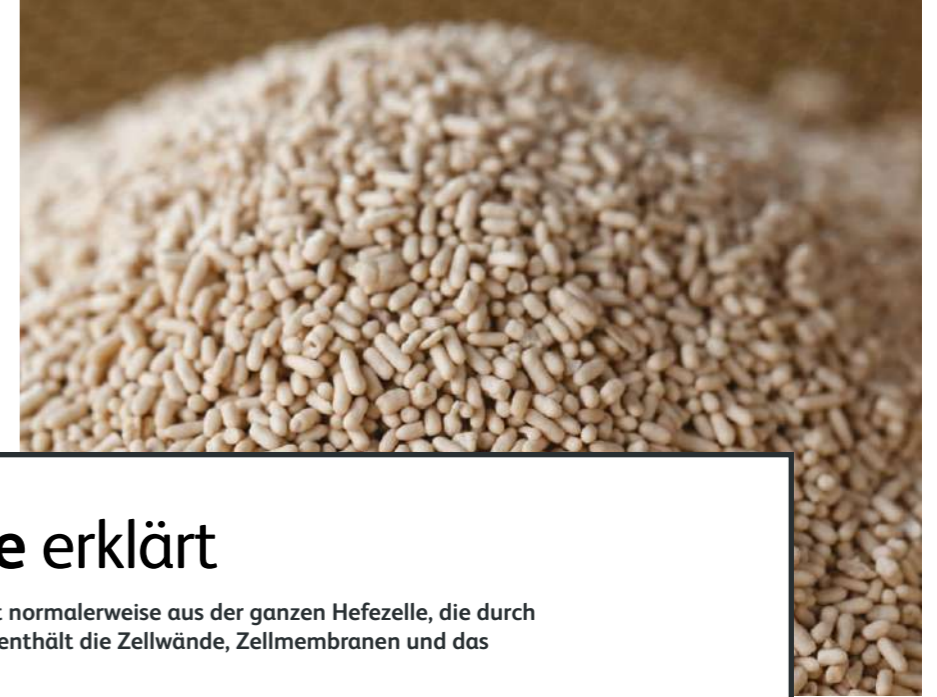 e erklärt
t normalerweise aus der ganzen Hefezelle, die durch
enthält die Zellwände, Zellmembranen und das